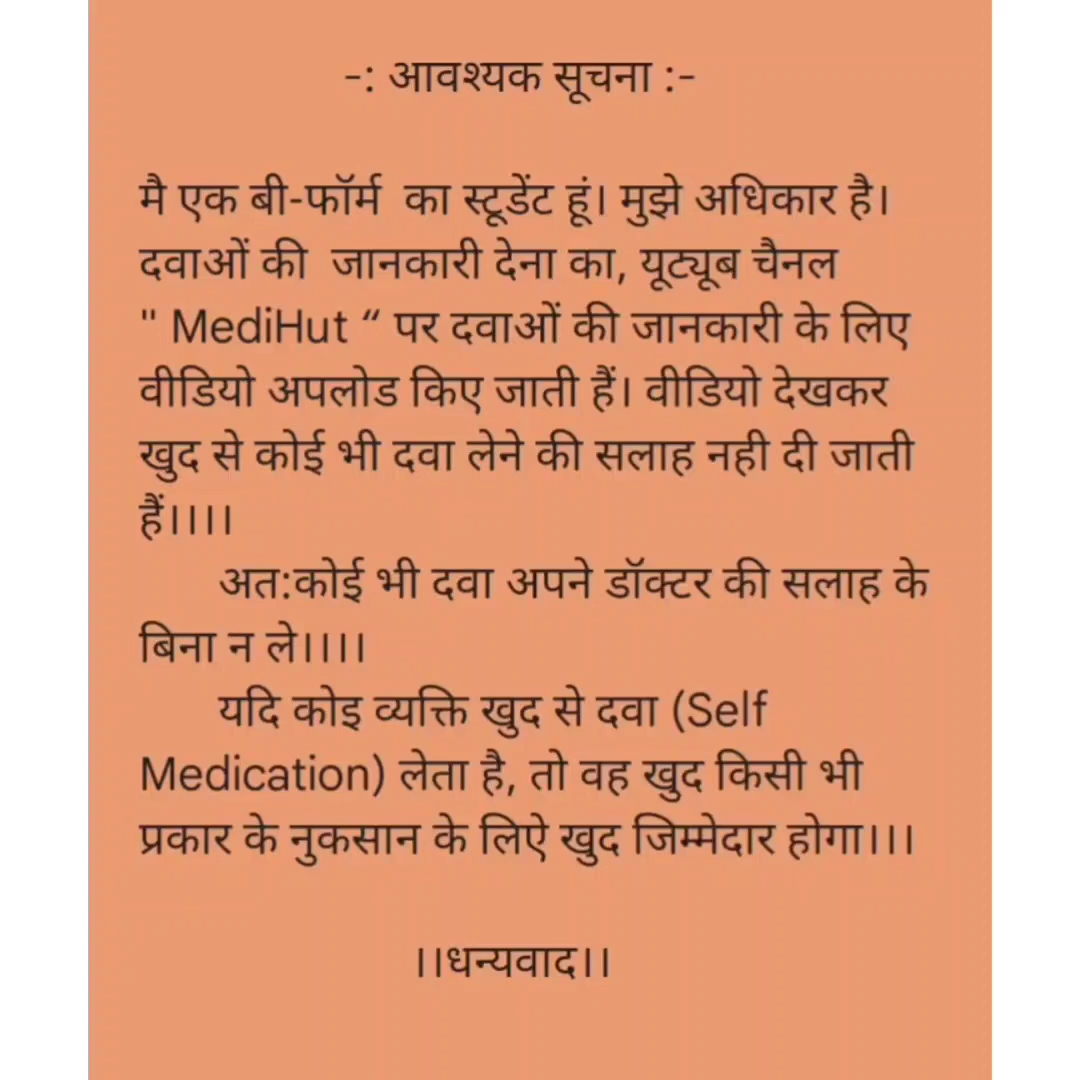 -: आवश्यक सूचना :-
मै एक बी-फॉर्म का स्टूडेंट हूं। मुझे अधिकार है।
दवाओं की जानकारी देना का, यूट्यूब चैनल
" MediHut “ पर दवाओं की जानकारी के लिए
वीडियो अपलोड किए जाती हैं। वीडियो देखकर
खुद से कोई भी दवा लेने की सलाह नही दी जाती
हैं।।।।
अत:कोई भी दवा अपने डॉक्टर की सलाह के
बिना न ले।।।।
यदि कोइ व्यक्ति खुद से दवा (Self
Medication) लेता है, तो वह खुद किसी भी
प्रकार के नुकसान के लिऐ खुद जिम्मेदार होगा।।।
।।धन्यवाद।।